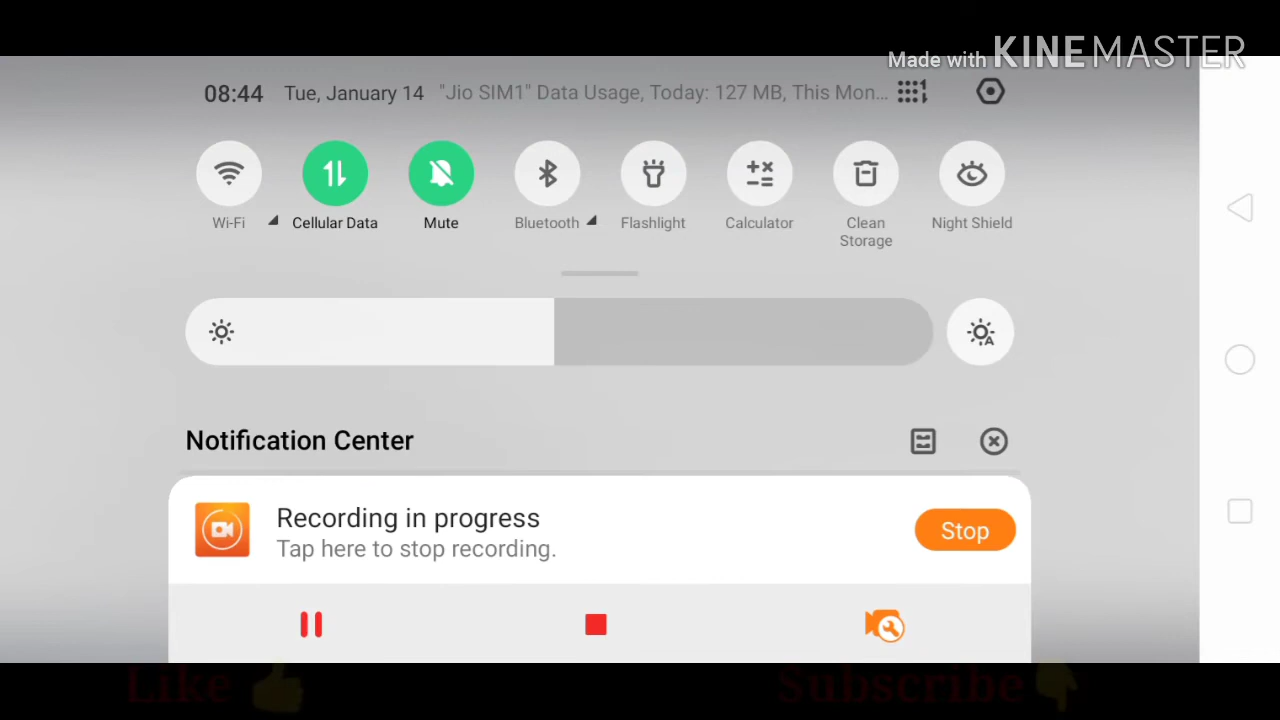 Made with KINEMASTER
08:44 Tue, January 14 "Jio SIM1" Data Usage, Today: 127 MB, This Mon...
Wi-Fi Cellular Data Mute Bluetooth Flashlight Calculator Clean Storage Night Shield
Notification Center
Recording in progress
Tap here to stop recording.
Stop
Like Subscribe